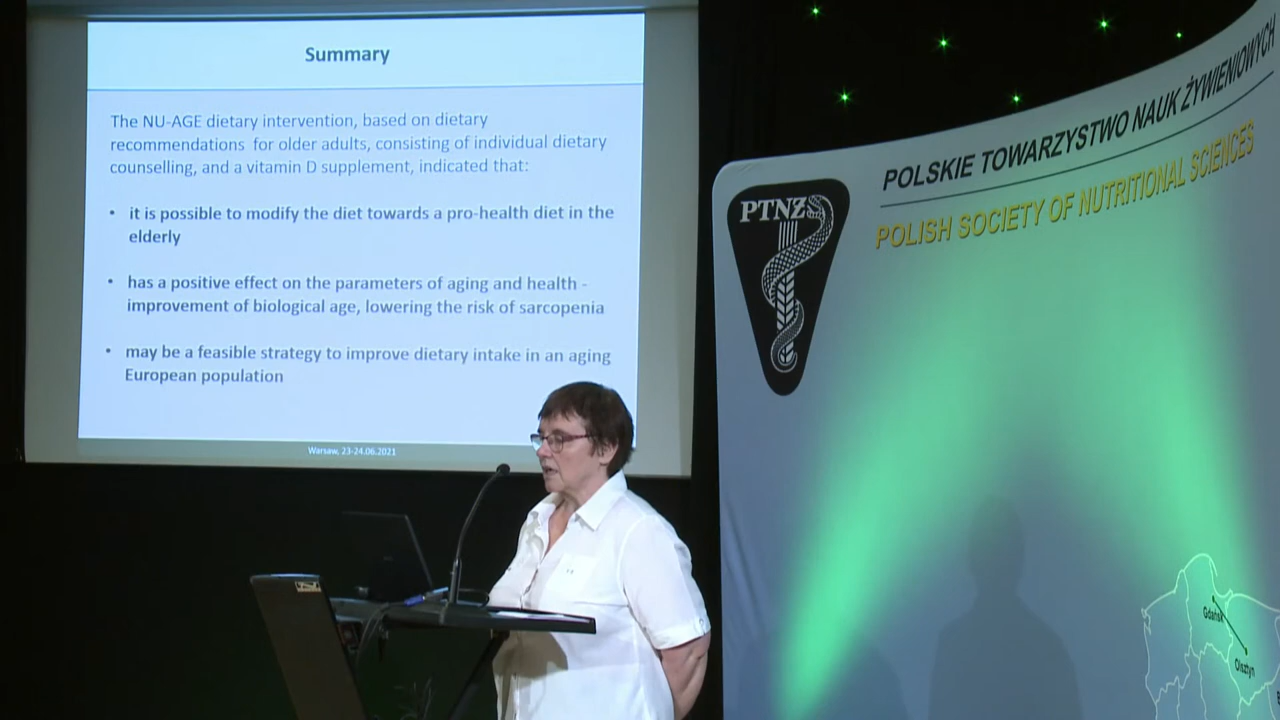 Summary
The NU-AGE dietary intervention, based on dietary
recommendations for older adults, consisting of individual dietary
counselling, and a vitamin D supplement, indicated that:
• it is possible to modify the diet towards a pro-health diet in the
elderly
• has a positive effect on the parameters of aging and health -
improvement of biological age, lowering the risk of sarcopenia
• may be a feasible strategy to improve dietary intake in an aging
European population
Warsaw, 23-24.06.2021
POLSKIE TOWARZYSTWO NAUK ŻYWIENIOWYCH
POLISH SOCIETY OF NUTRITIONAL SCIENCES
PTNŻ
Gdańsk
Olsztyn